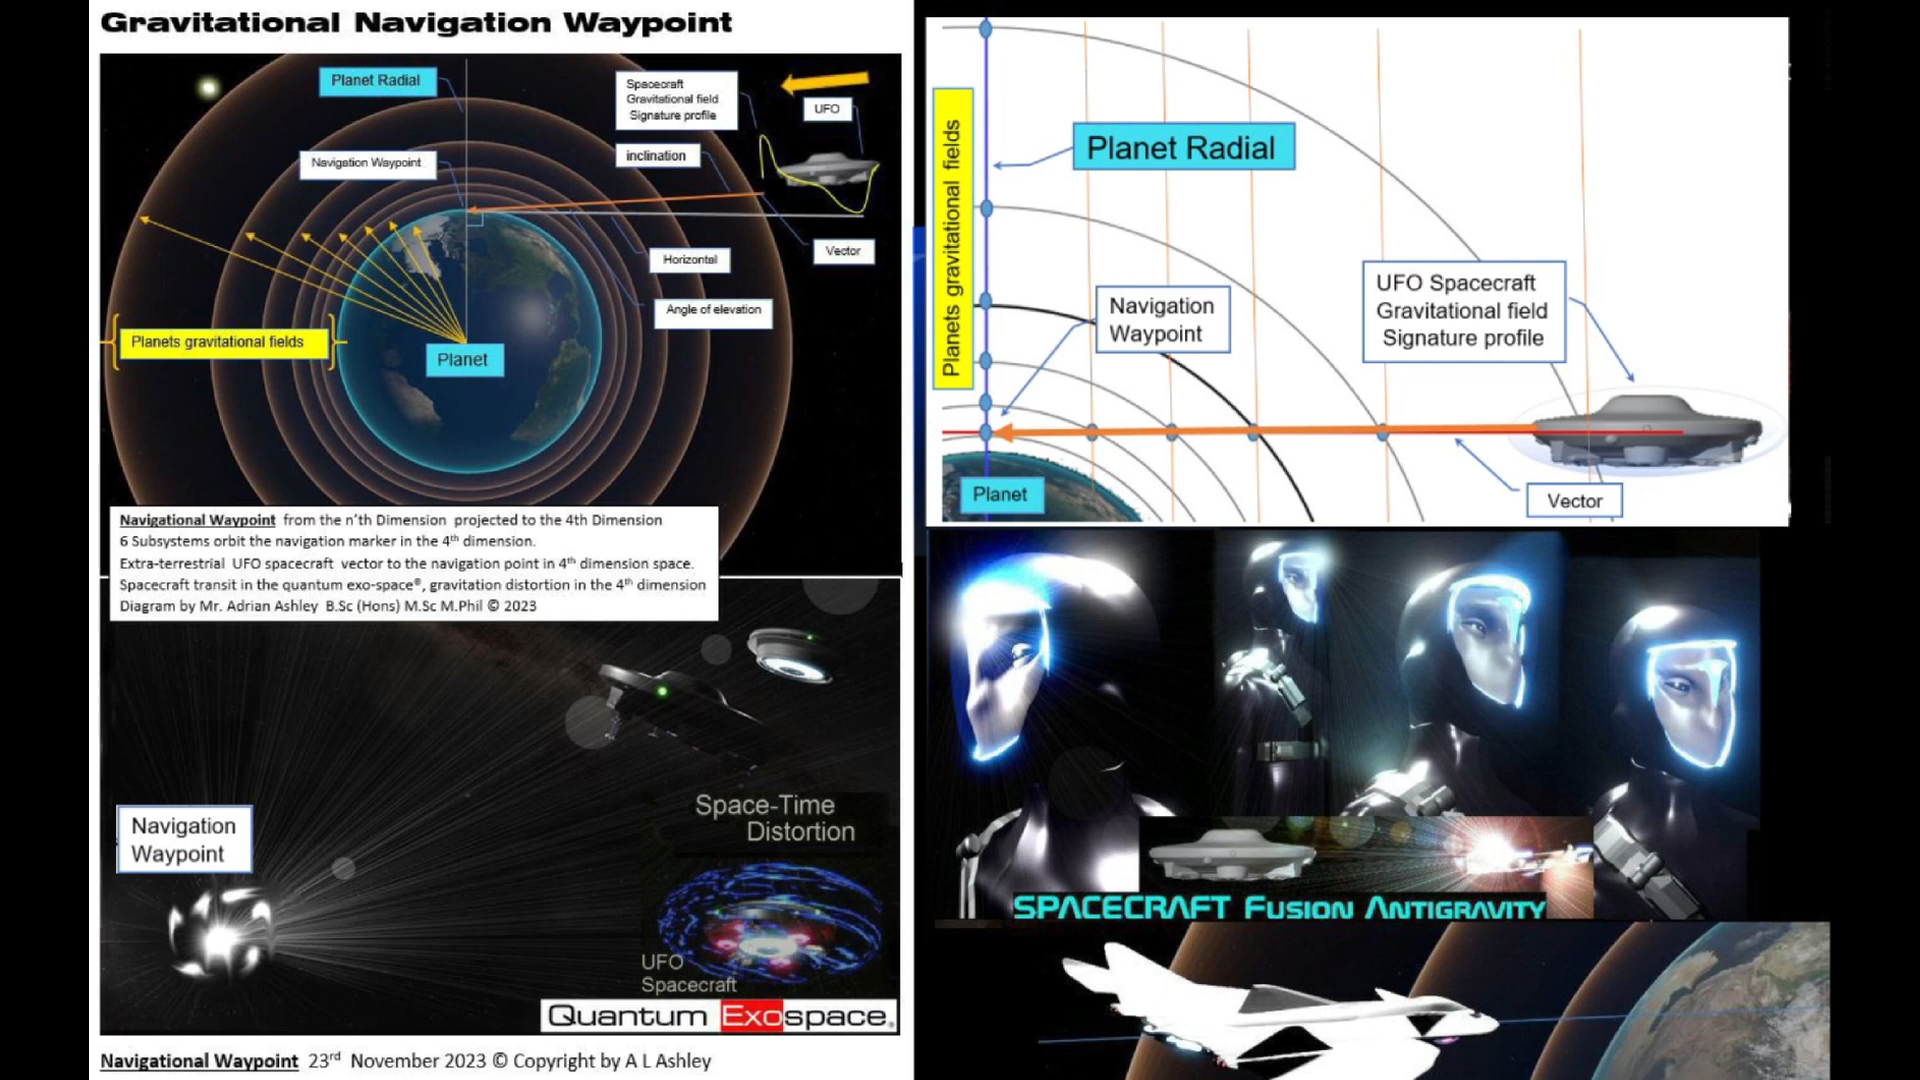 Gravitational Navigation Waypoint
Planet Radial
Spacecraft
Gravitational field
Signature profile
UFO
Navigation Waypoint
inclination
Vector
Horizontal
Angle of elevation
Planets gravitational fields
Planet
Navigational Waypoint from the n'th Dimension projected to the 4th Dimension
6 Subsystems orbit the navigation marker in the 4th dimension.
Extra-terrestrial UFO spacecraft vector to the navigation point in 4th dimension space.
Spacecraft transit in the quantum exo-space®, gravitation distortion in the 4th dimension
Diagram by Mr. Adrian Ashley B.Sc (Hons) M.Sc M.Phil © 2023
Navigation
Waypoint
Space-Time
Distortion
UFO
Spacecraft
Quantum Exospace®
Navigational Waypoint 23rd November 2023 © Copyright by A L Ashley
Planets gravitational fields
Planet Radial
Navigation
Waypoint
UFO Spacecraft
Gravitational field
Signature profile
Vector
Planet
SPACECRAFT FUSION ANTIGRAVITY